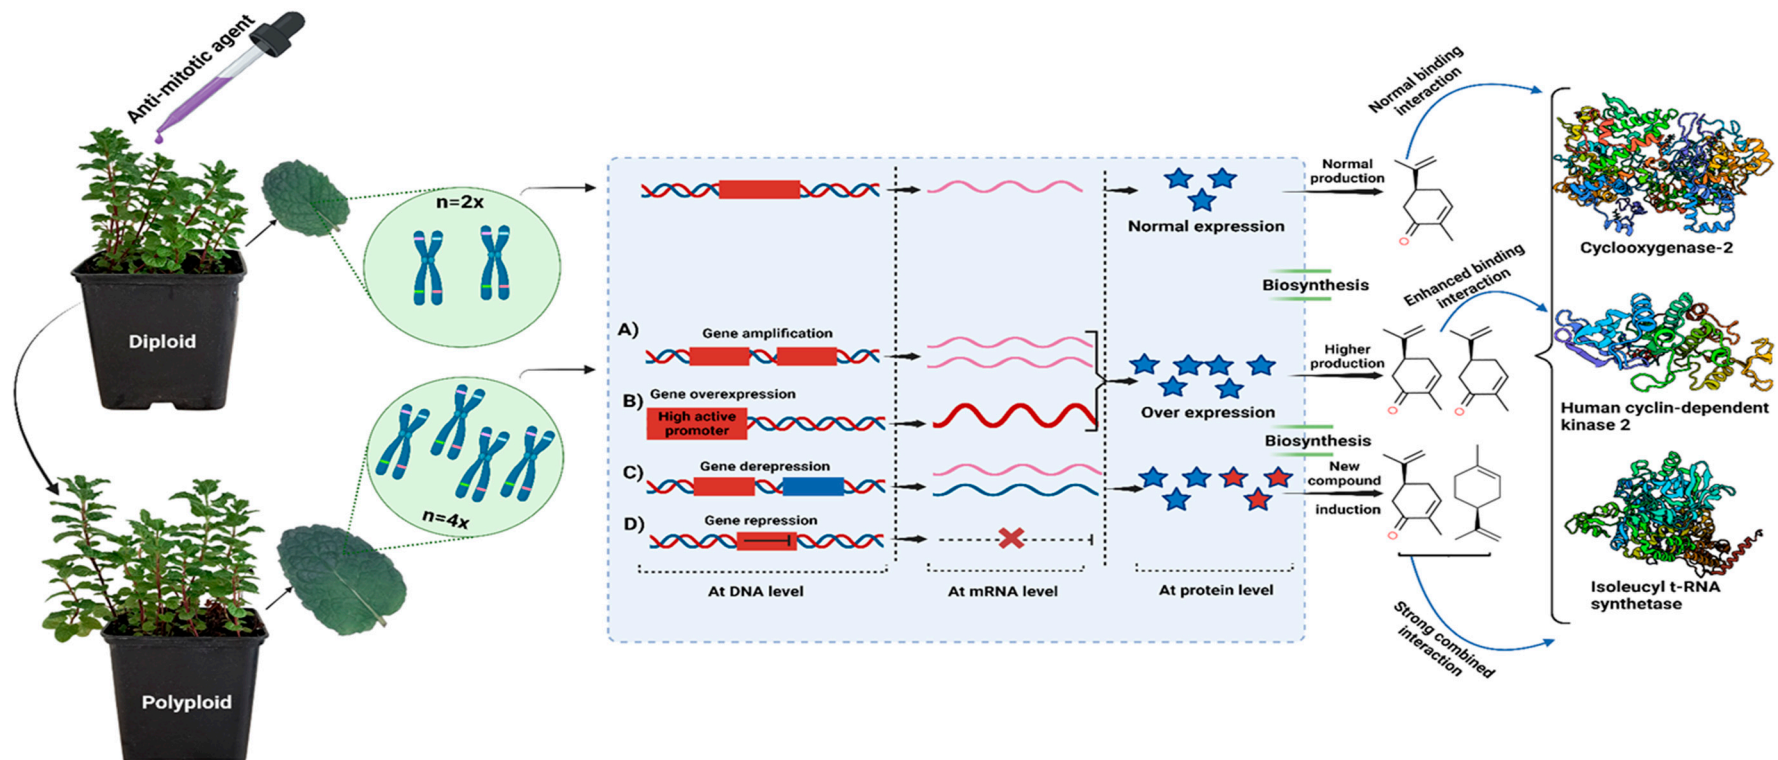 Anti-mitotic agent
Diploid
n=2x
n=4x
Polyploid
Normal expression
A)
Gene amplification
Gene overexpression
B)
High active
promoter
Over expression
C)
Gene derepression
D)
Gene repression
At DNA level
At mRNA level
At protein level
Normal
production
Biosynthesis
Higher
production
Biosynthesis
New
compound
induction
Normal binding
interaction
O
Enhanced binding
interaction
O
O
O
Strong combined
interaction
Cyclooxygenase-2
Human cyclin-dependent
kinase 2
Isoleucyl t-RNA
synthetase